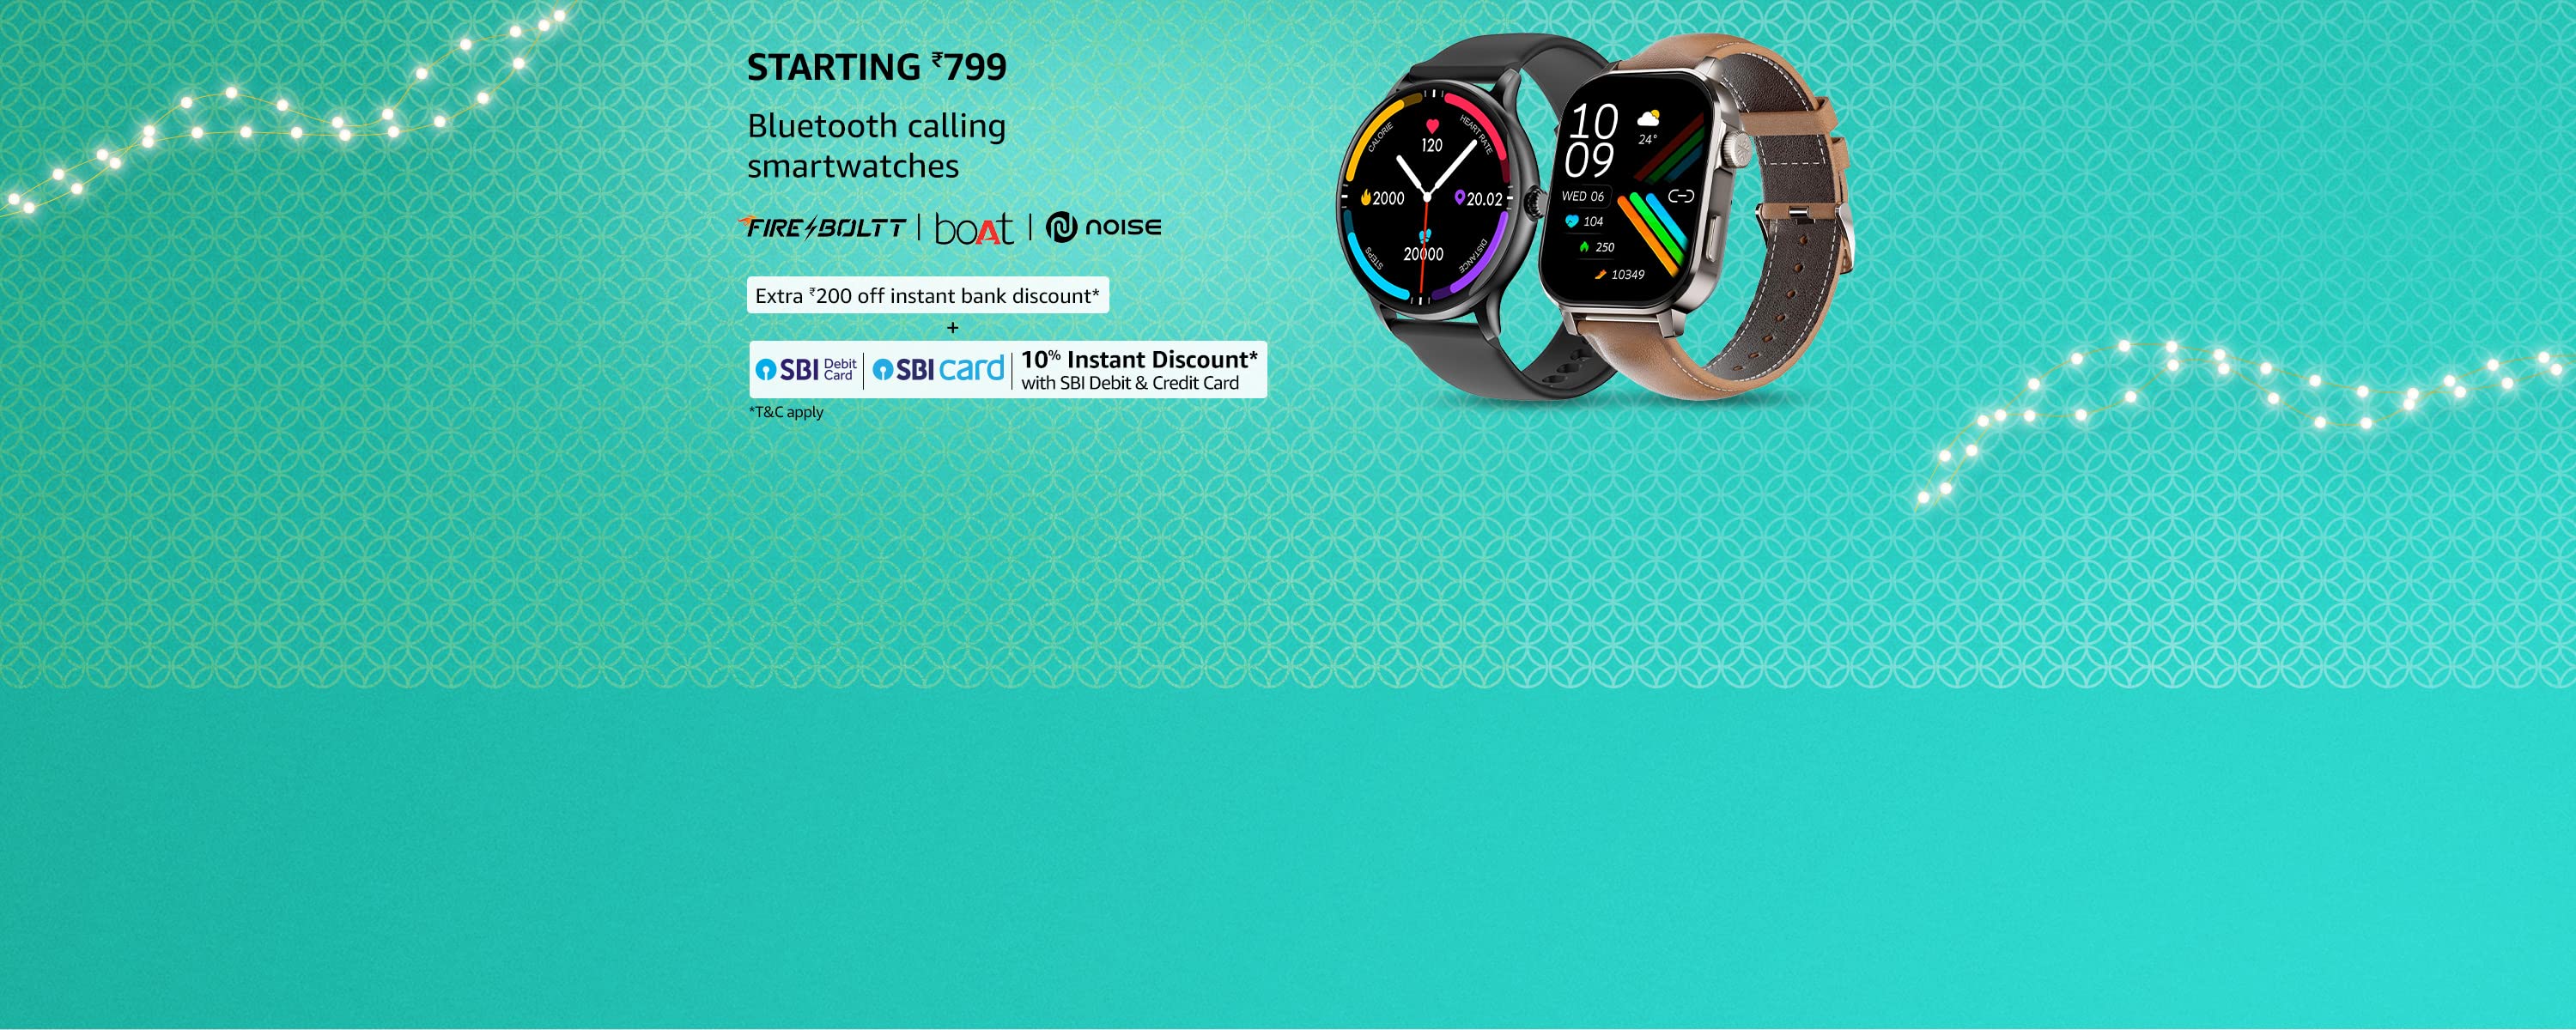 STARTING ₹799
Bluetooth calling
smartwatches
FIRE BOLTT | boAt | noise
Extra ₹200 off instant bank discount*
+
SBI Debit Card | SBI card | 10% Instant Discount*
with SBI Debit & Credit Card
*T&C apply
CALORIE
HEART RATE
120
2000
20.02
STEPS
20000
DISTANCE
10
09
24°
WED 06
104
250
10349